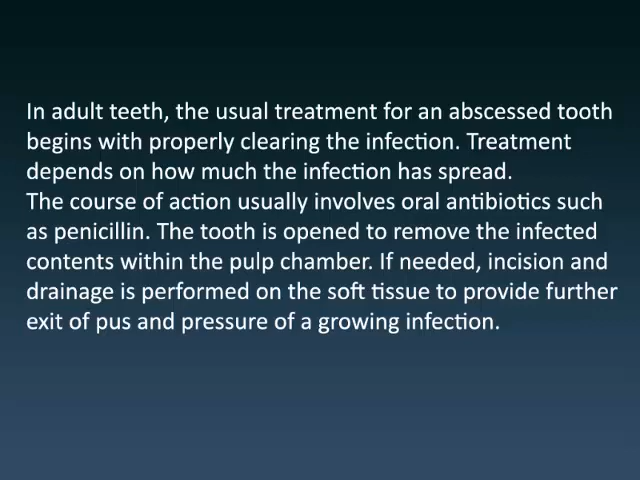 In adult teeth, the usual treatment for an abscessed tooth
begins with properly clearing the infection. Treatment
depends on how much the infection has spread.
The course of action usually involves oral antibiotics such
as penicillin. The tooth is opened to remove the infected
contents within the pulp chamber. If needed, incision and
drainage is performed on the soft tissue to provide further
exit of pus and pressure of a growing infection.